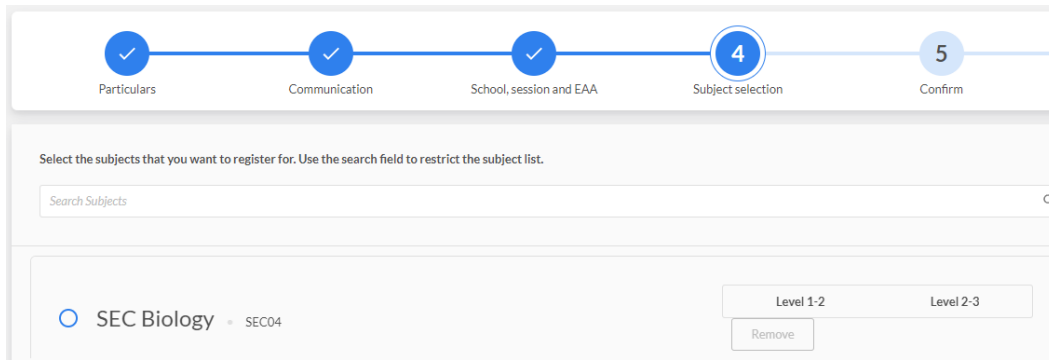 4
5
Particulars
Communication
School, session and EAA
Subject selection
Confirm
Select the subjects that you want to register for. Use the search field to restrict the subject list.
Search Subjects
SEC Biology
SEC04
Level 1-2
Level 2-3
Remove